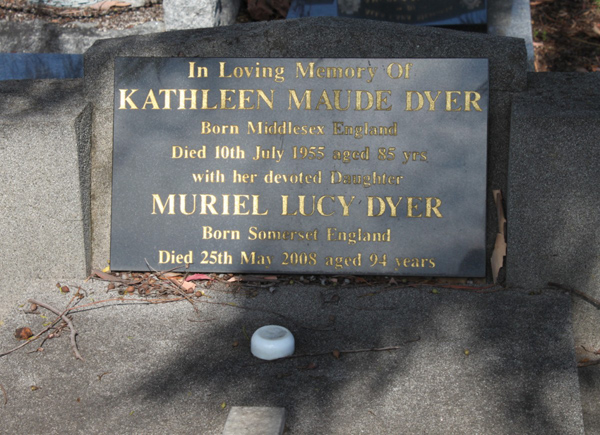 In Loving Memory Of
KATHLEEN MAUDE DYER
Born Middlesex England
Died 10th July 1955 aged 85 yrs
with her devoted Daughter
MURIEL LUCY DYER
Born Somerset England
Died 25th May 2008 aged 94 years